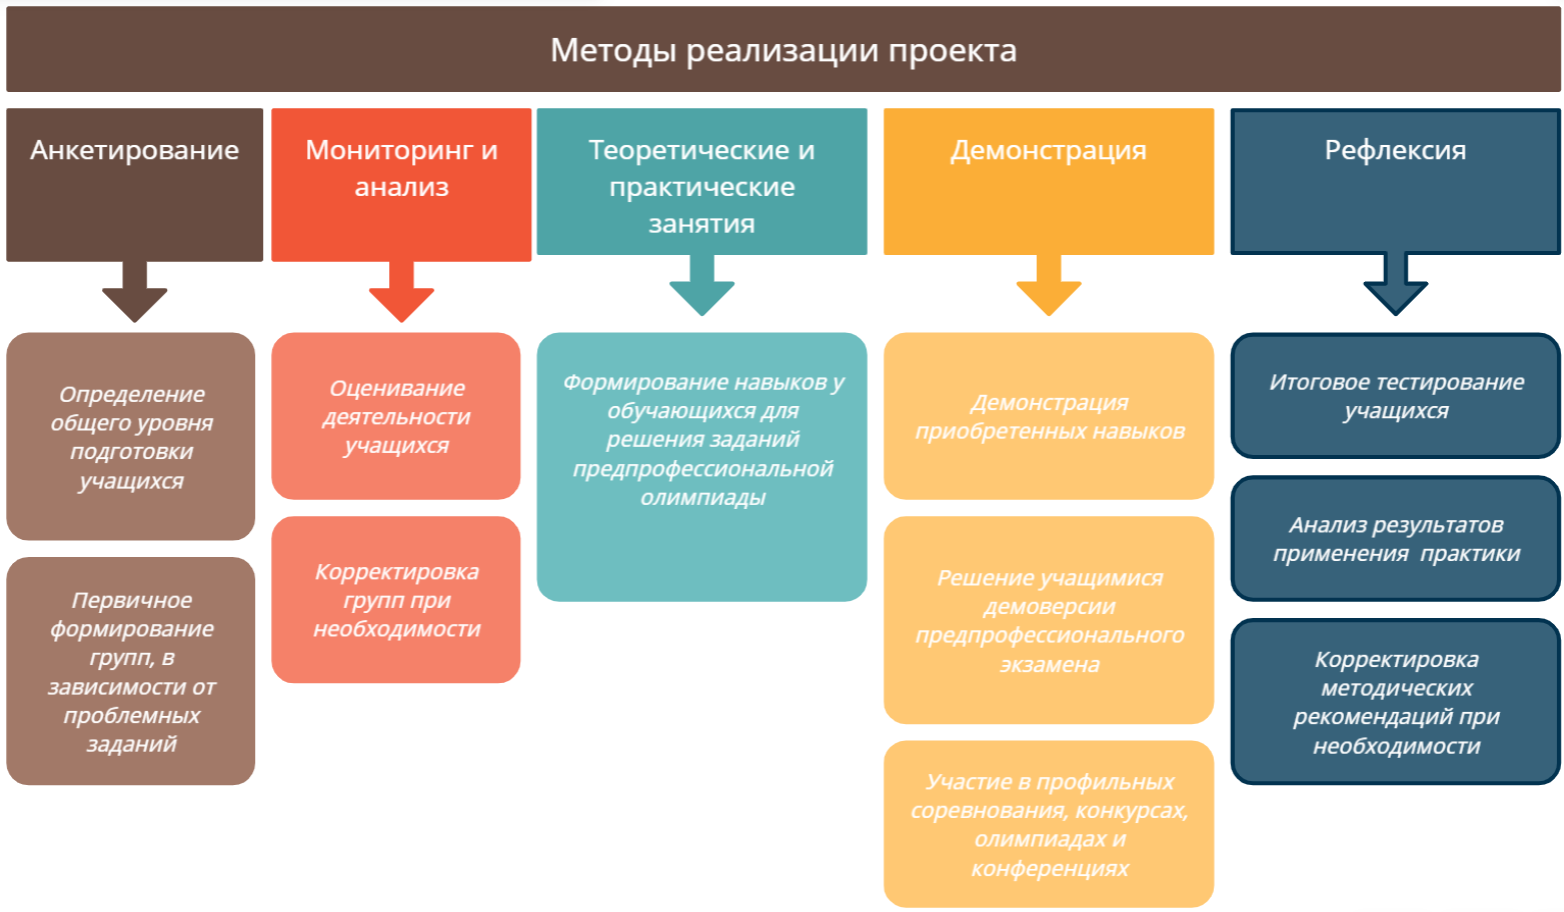 Методы реализации проекта
Анкетирование
Определение
общего уровня
подготовки
учащихся
Первичное
формирование
групп, в
зависимости от
проблемных
заданий
Мониторинг и
анализ
Оценивание
деятельности
учащихся
Корректировка
групп при
необходимости
Теоретические и
практические
занятия
Формирование навыков у
обучающихся для
решения заданий
предпрофессиональной
олимпиады
Демонстрация
Демонстрация
приобретенных навыков
Решение учащимися
демоверсии
предпрофессионального
экзамена
Участие в профильных
соревнования, конкурсах,
олимпиадах и
конференциях
Рефлексия
Итоговое тестирование
учащихся
Анализ результатов
применения  практики
Корректировка
методических
рекомендаций при
необходимости